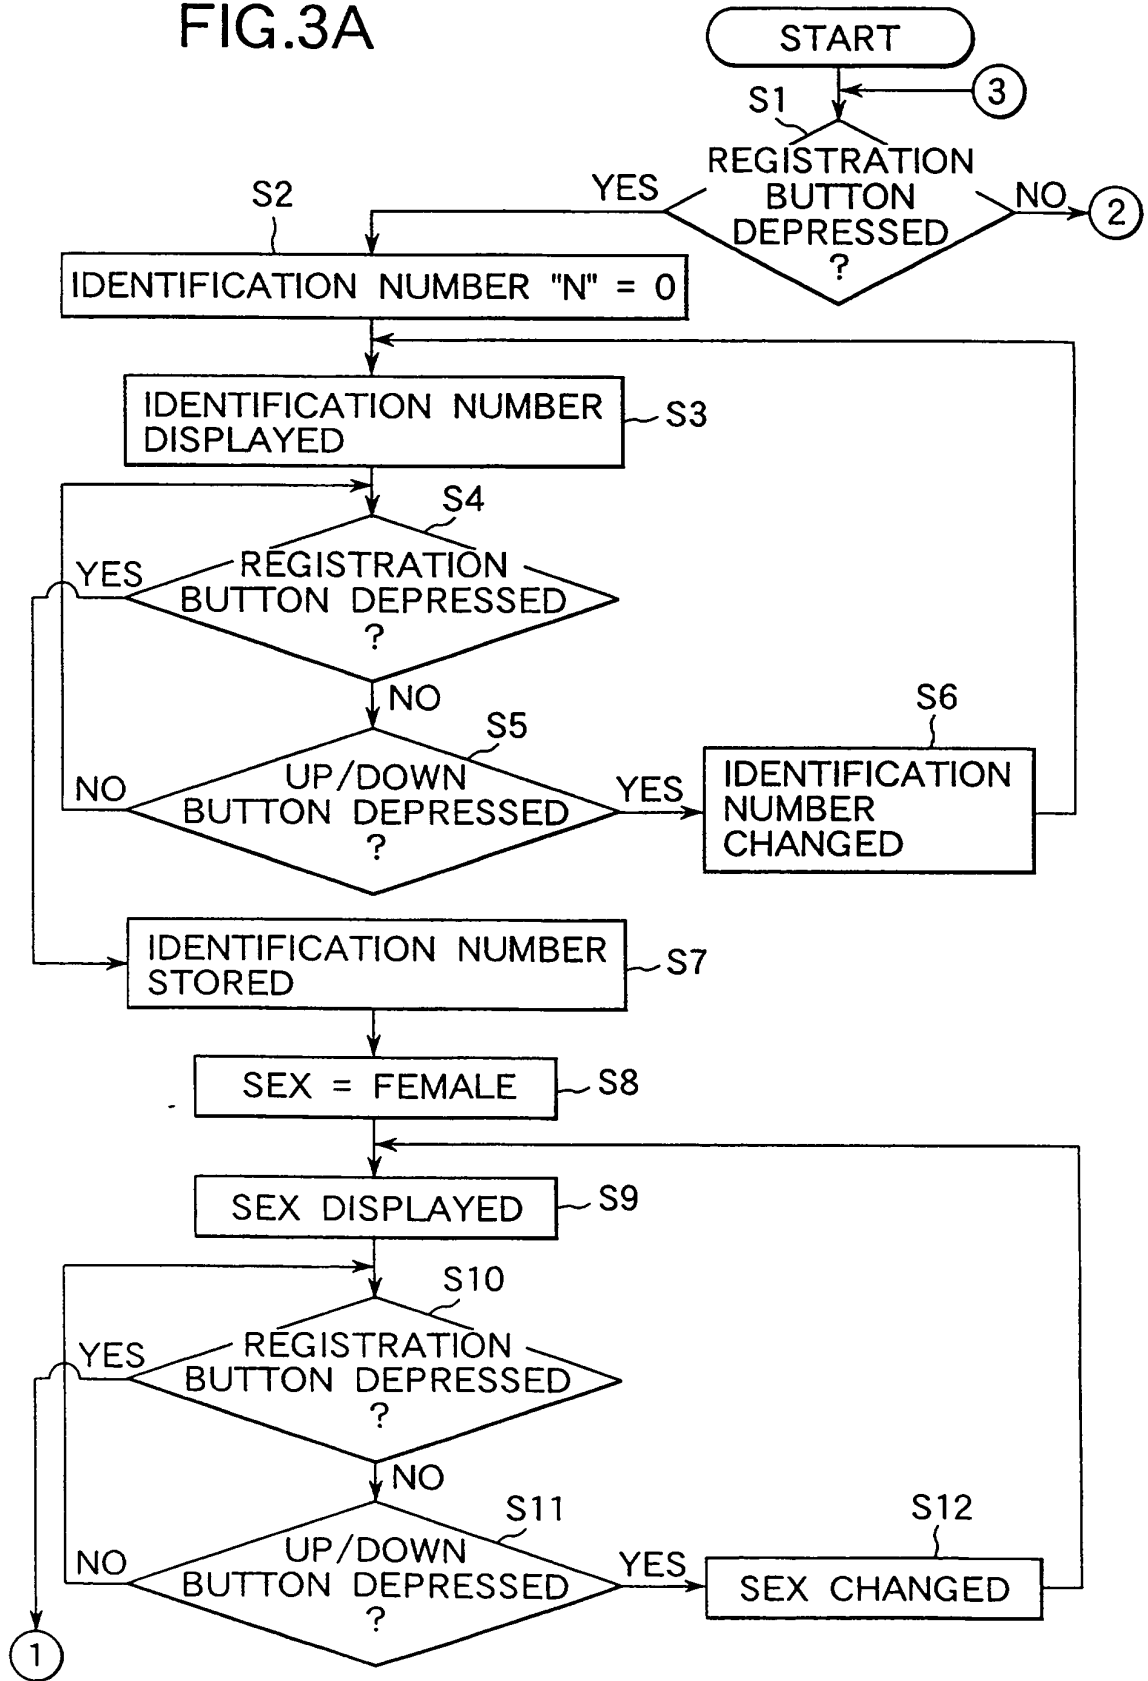 FIG.3A
START
3
S1
REGISTRATION
BUTTON
DEPRESSED
?
YES
NO
2
S2
IDENTIFICATION NUMBER "N" = 0
IDENTIFICATION NUMBER
DISPLAYED
S3
S4
REGISTRATION
BUTTON DEPRESSED
?
YES
NO
S5
UP/DOWN
BUTTON DEPRESSED
?
NO
YES
S6
IDENTIFICATION
NUMBER
CHANGED
IDENTIFICATION NUMBER
STORED
S7
SEX = FEMALE
S8
SEX DISPLAYED
S9
S10
REGISTRATION
BUTTON DEPRESSED
?
YES
NO
S11
UP/DOWN
BUTTON DEPRESSED
?
NO
YES
S12
SEX CHANGED
1